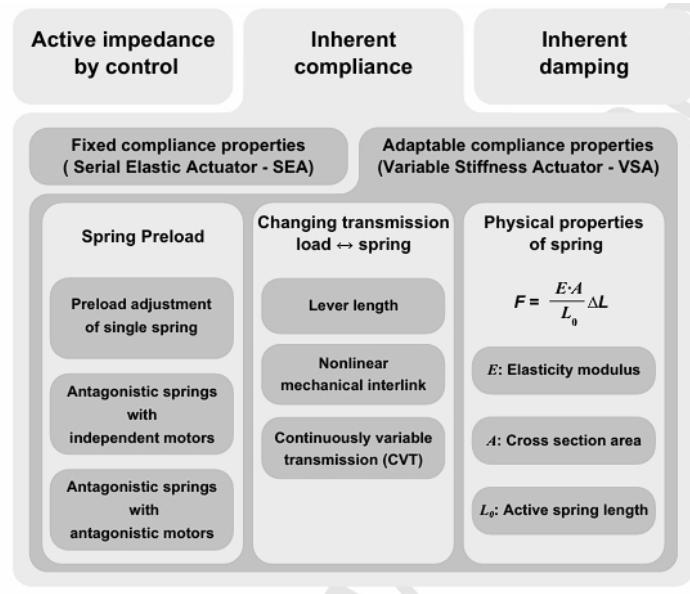 Active impedance
by control
Inherent
compliance
Inherent
damping
Fixed compliance properties
( Serial Elastic Actuator - SEA)
Adaptable compliance properties
(Variable Stiffness Actuator - VSA)
Spring Preload
Preload adjustment
of single spring
Antagonistic springs
with
independent motors
Antagonistic springs
with
antagonistic motors
Changing transmission
load ↔ spring
Lever length
Nonlinear
mechanical interlink
Continuously variable
transmission (CVT)
Physical properties
of spring
F = E·A / L₀ ΔL
E: Elasticity modulus
A: Cross section area
L₀: Active spring length